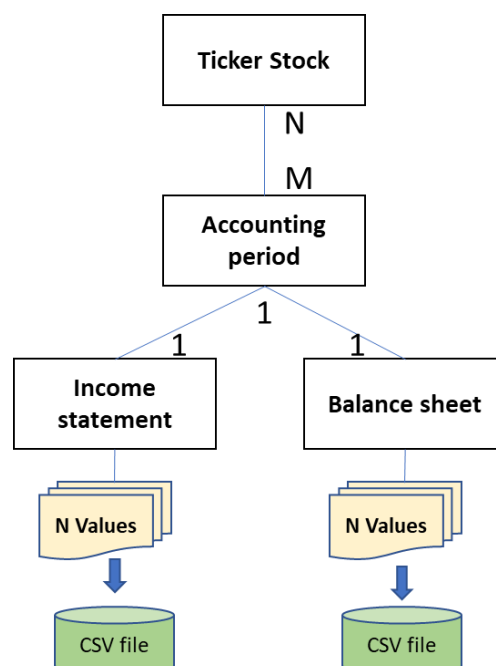 Ticker Stock
N
M
Accounting
period
1
1
1
Income
statement
Balance sheet
N Values
N Values
CSV file
CSV file